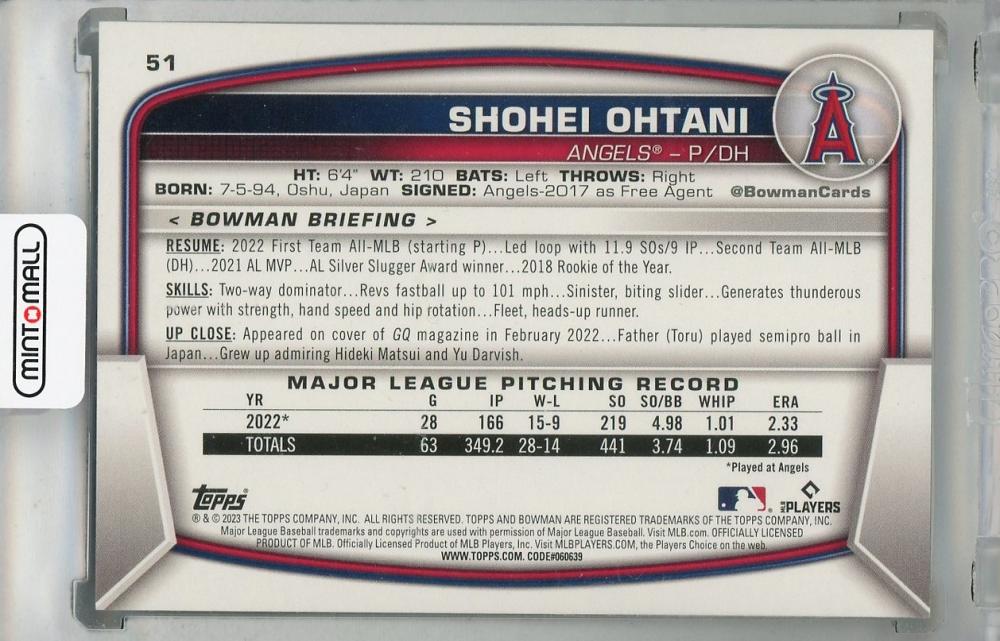 51
SHOHEI OHTANI
A®
ANGELS® – P/DH
HT: 6'4" WT: 210 BATS: Left THROWS: Right
BORN: 7-5-94, Oshu, Japan SIGNED: Angels-2017 as Free Agent @BowmanCards
< BOWMAN BRIEFING >
RESUME: 2022 First Team All-MLB (starting P)...Led loop with 11.9 SOs/9 IP...Second Team All-MLB
(DH)...2021 AL MVP...AL Silver Slugger Award winner...2018 Rookie of the Year.
SKILLS: Two-way dominator...Revs fastball up to 101 mph...Sinister, biting slider...Generates thunderous
power with strength, hand speed and hip rotation...Fleet, heads-up runner.
UP CLOSE: Appeared on cover of GQ magazine in February 2022...Father (Toru) played semipro ball in
Japan...Grew up admiring Hideki Matsui and Yu Darvish.
MAJOR LEAGUE PITCHING RECORD
YR G IP W-L SO SO/BB WHIP ERA
2022* 28 166 15-9 219 4.98 1.01 2.33
TOTALS 63 349.2 28-14 441 3.74 1.09 2.96
*Played at Angels
Topps®
MLB PLAYERS
® & © 2023 THE TOPPS COMPANY, INC. ALL RIGHTS RESERVED. TOPPS AND BOWMAN ARE REGISTERED TRADEMARKS OF THE TOPPS COMPANY, INC.
Major League Baseball trademarks and copyrights are used with permission of Major League Baseball. Visit MLB.com. OFFICIALLY LICENSED
PRODUCT OF MLB. Officially Licensed Product of MLB Players, Inc. Visit MLBPLAYERS.COM, the Players Choice on the web.
WWW.TOPPS.COM. CODE#060639
MINTOMALL